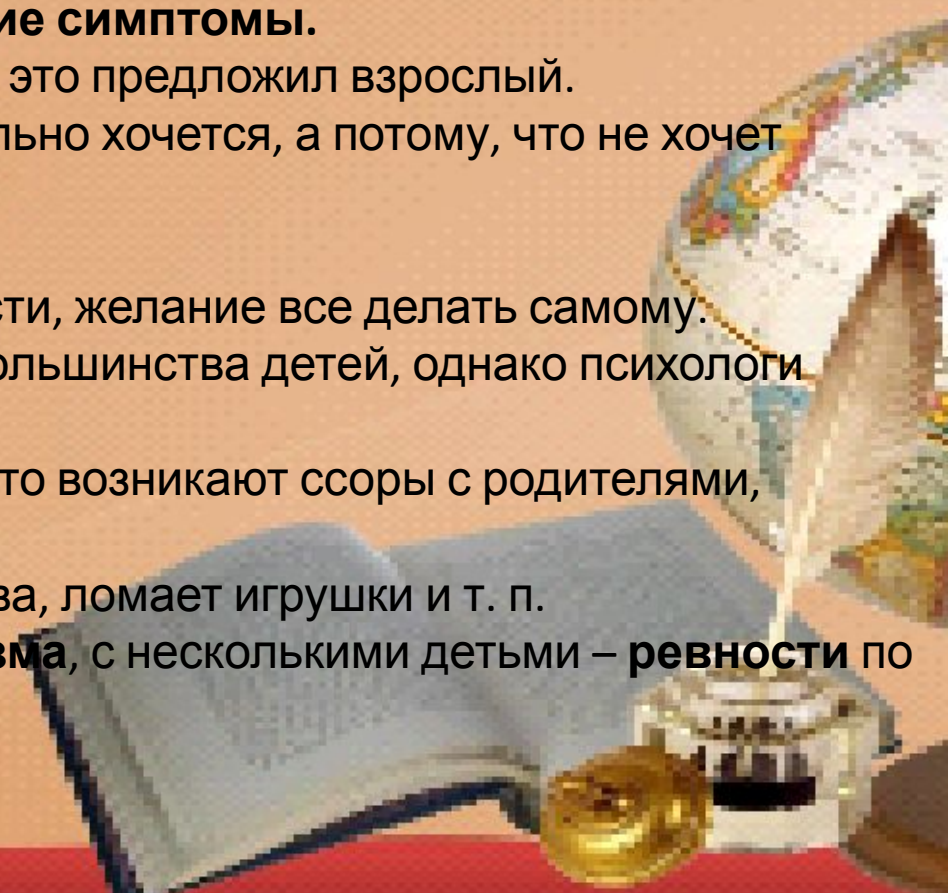 ие симптомы.
это предложил взрослый.
льно хочется, а потому, что не хочет
сти, желание все делать самому.
ольшинства детей, однако психологи
то возникают ссоры с родителями,
ва, ломает игрушки и т. п.
зма, с несколькими детьми – ревности по